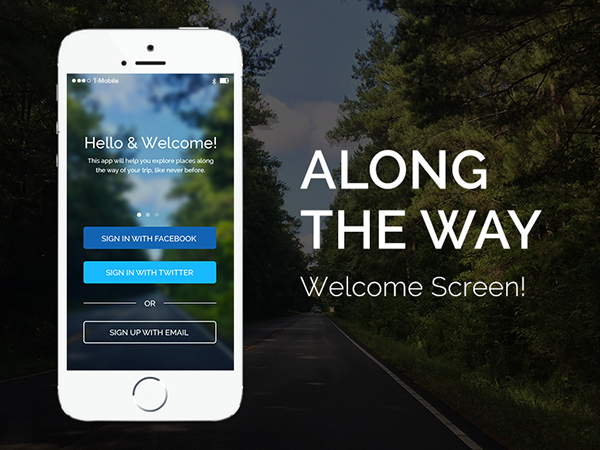 T-Mobile
Hello & Welcome!
This app will help you explore places along
the way of your trip, like never before.
SIGN IN WITH FACEBOOK
SIGN IN WITH TWITTER
OR
SIGN UP WITH EMAIL
ALONG
THE WAY
Welcome Screen!